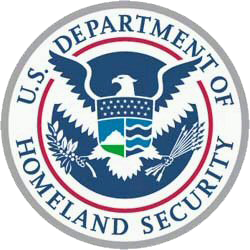 U.S. DEPARTMENT OF
HOMELAND SECURITY